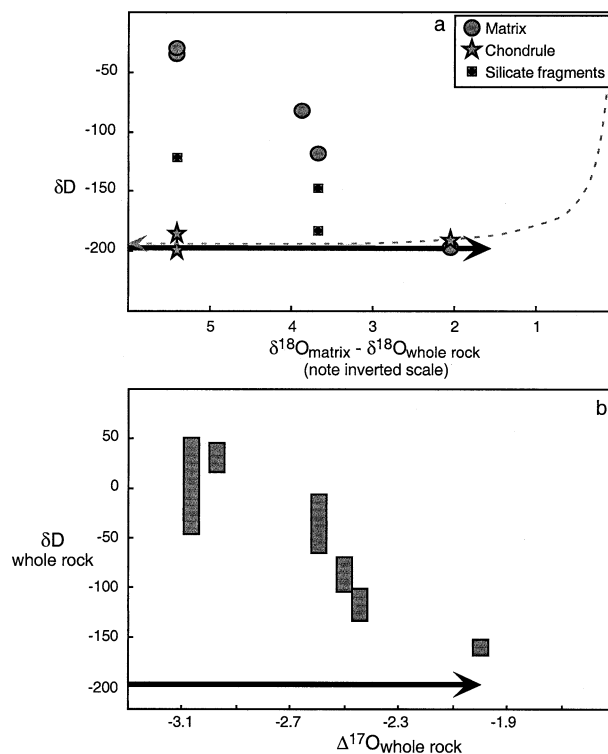 a
Matrix
Chondrule
Silicate fragments
-50
-100
-150
-200
δD
5 4 3 2 1
δ18Omatrix - δ18Owhole rock
(note inverted scale)
b
50
0
-50
-100
-150
-200
δD
whole rock
-3.1 -2.7 -2.3 -1.9
Δ17Owhole rock